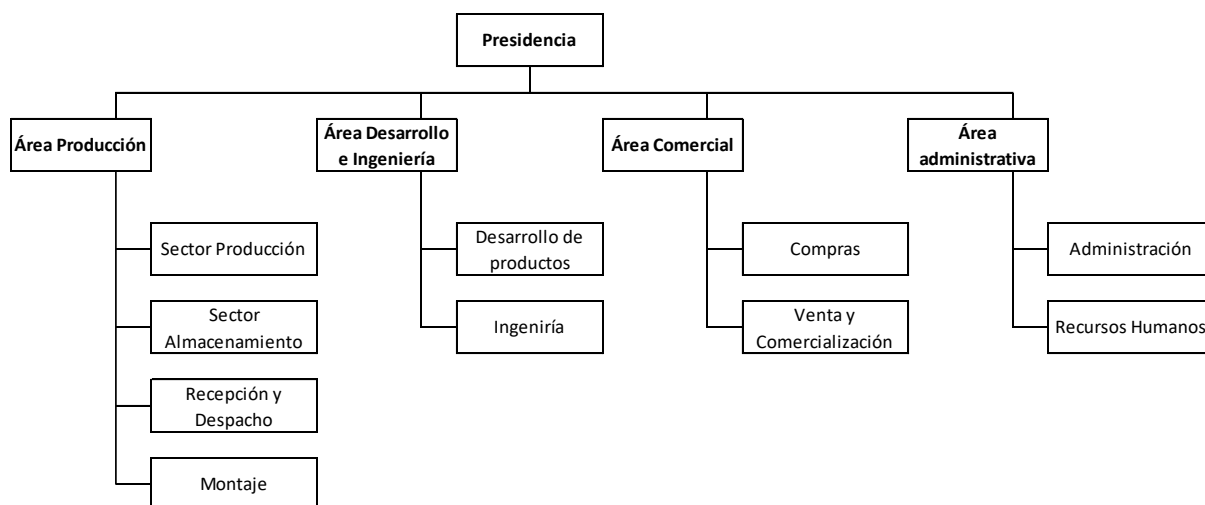 Presidencia
Área Producción
Área Desarrollo
e Ingeniería
Área Comercial
Área
administrativa
Sector Producción
Desarrollo de
productos
Compras
Administración
Sector
Almacenamiento
Ingeniría
Venta y
Comercialización
Recursos Humanos
Recepción y
Despacho
Montaje